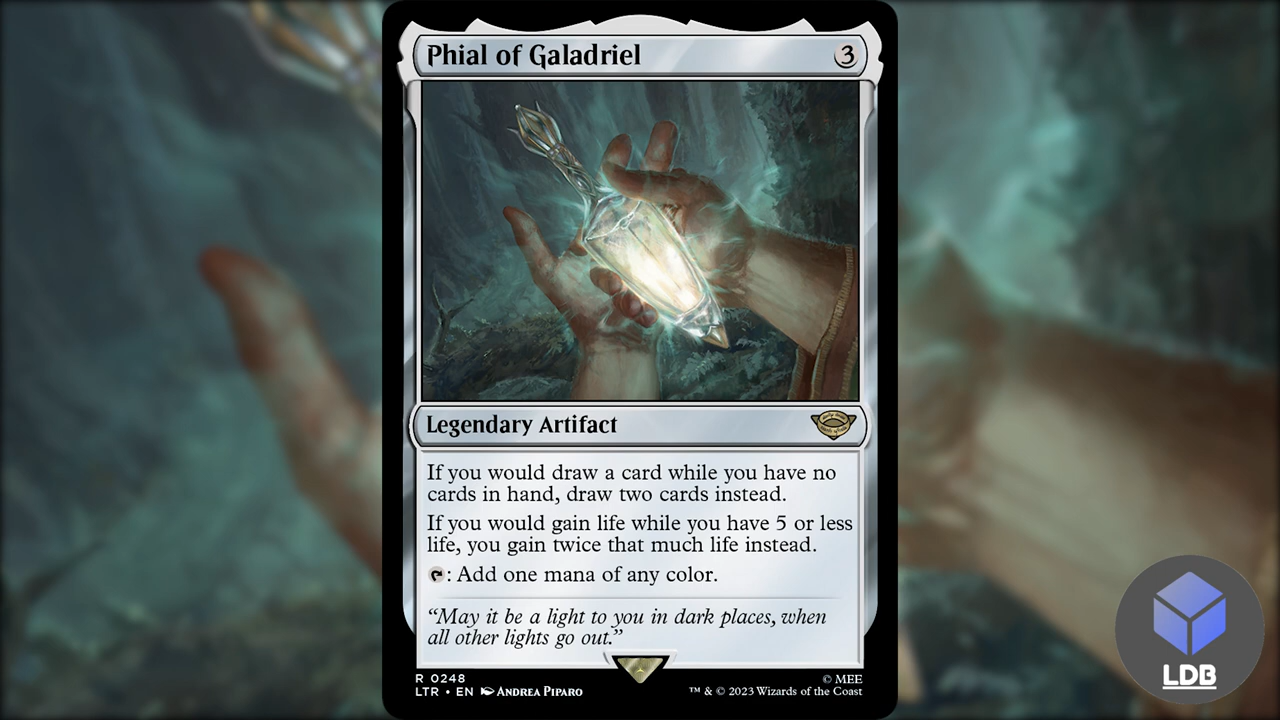 Phial of Galadriel 3
Legendary Artifact
If you would draw a card while you have no
cards in hand, draw two cards instead.
If you would gain life while you have 5 or less
life, you gain twice that much life instead.
: Add one mana of any color.
“May it be a light to you in dark places, when
all other lights go out.”
R 0248
LTR • EN Andrea Piparo
© MEE
™ & © 2023 Wizards of the Coast
LDB